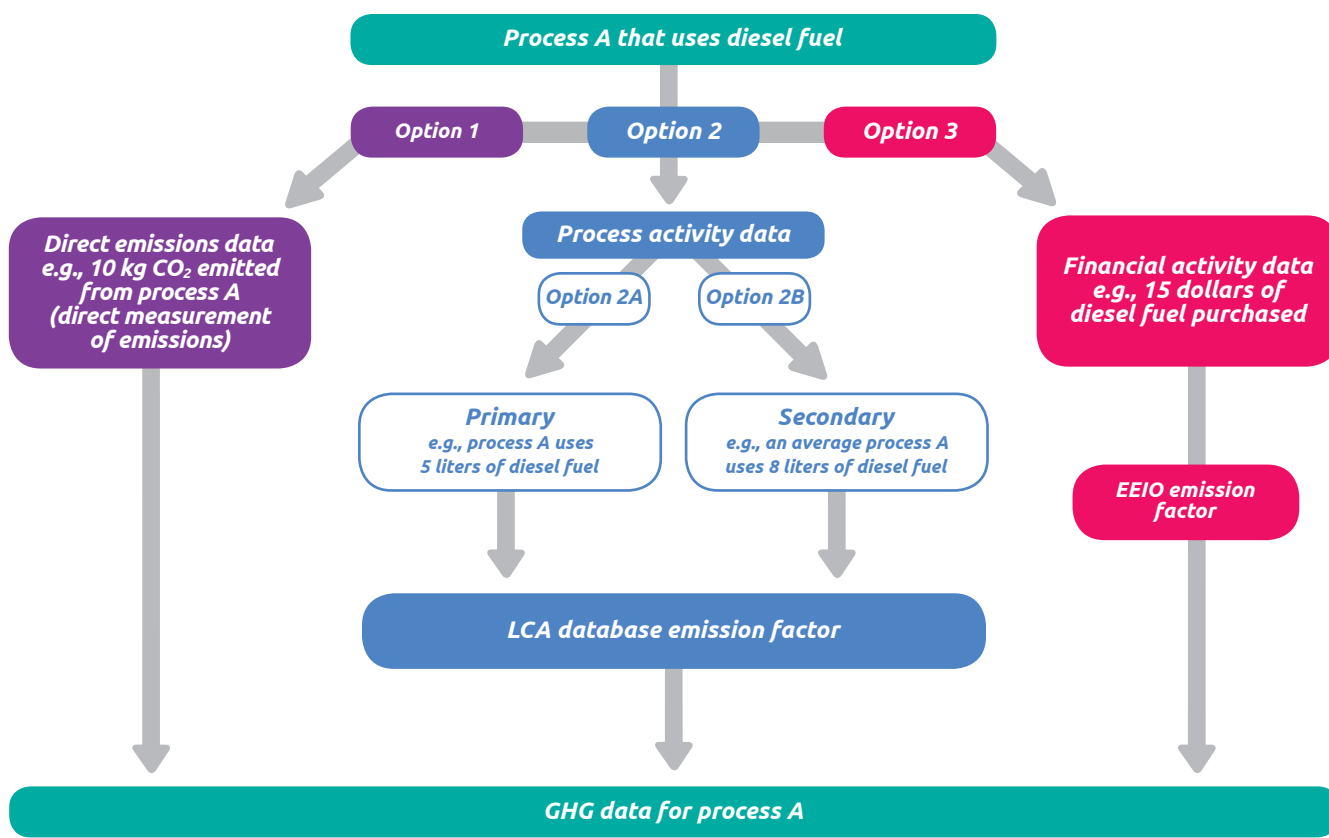 Process A that uses diesel fuel
Option 1
Option 2
Option 3
Direct emissions data
e.g., 10 kg CO₂ emitted
from process A
(direct measurement
of emissions)
Process activity data
Option 2A
Option 2B
Financial activity data
e.g., 15 dollars of
diesel fuel purchased
Primary
e.g., process A uses
5 liters of diesel fuel
Secondary
e.g., an average process A
uses 8 liters of diesel fuel
EEIO emission
factor
LCA database emission factor
GHG data for process A